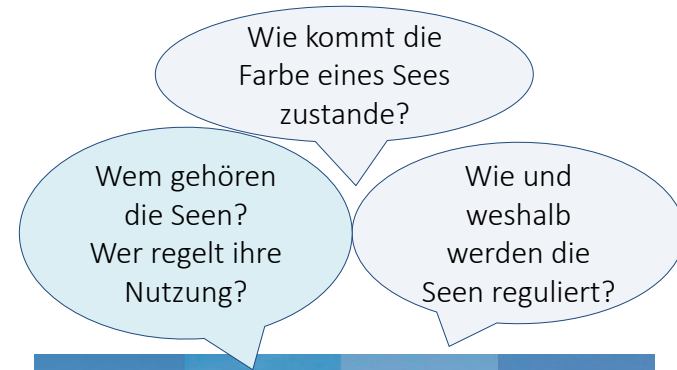 Wie kommt die
Farbe eines Sees
zustande?
Wem gehören
die Seen?
Wer regelt ihre
Nutzung?
Wie und
weshalb
werden die
Seen reguliert?